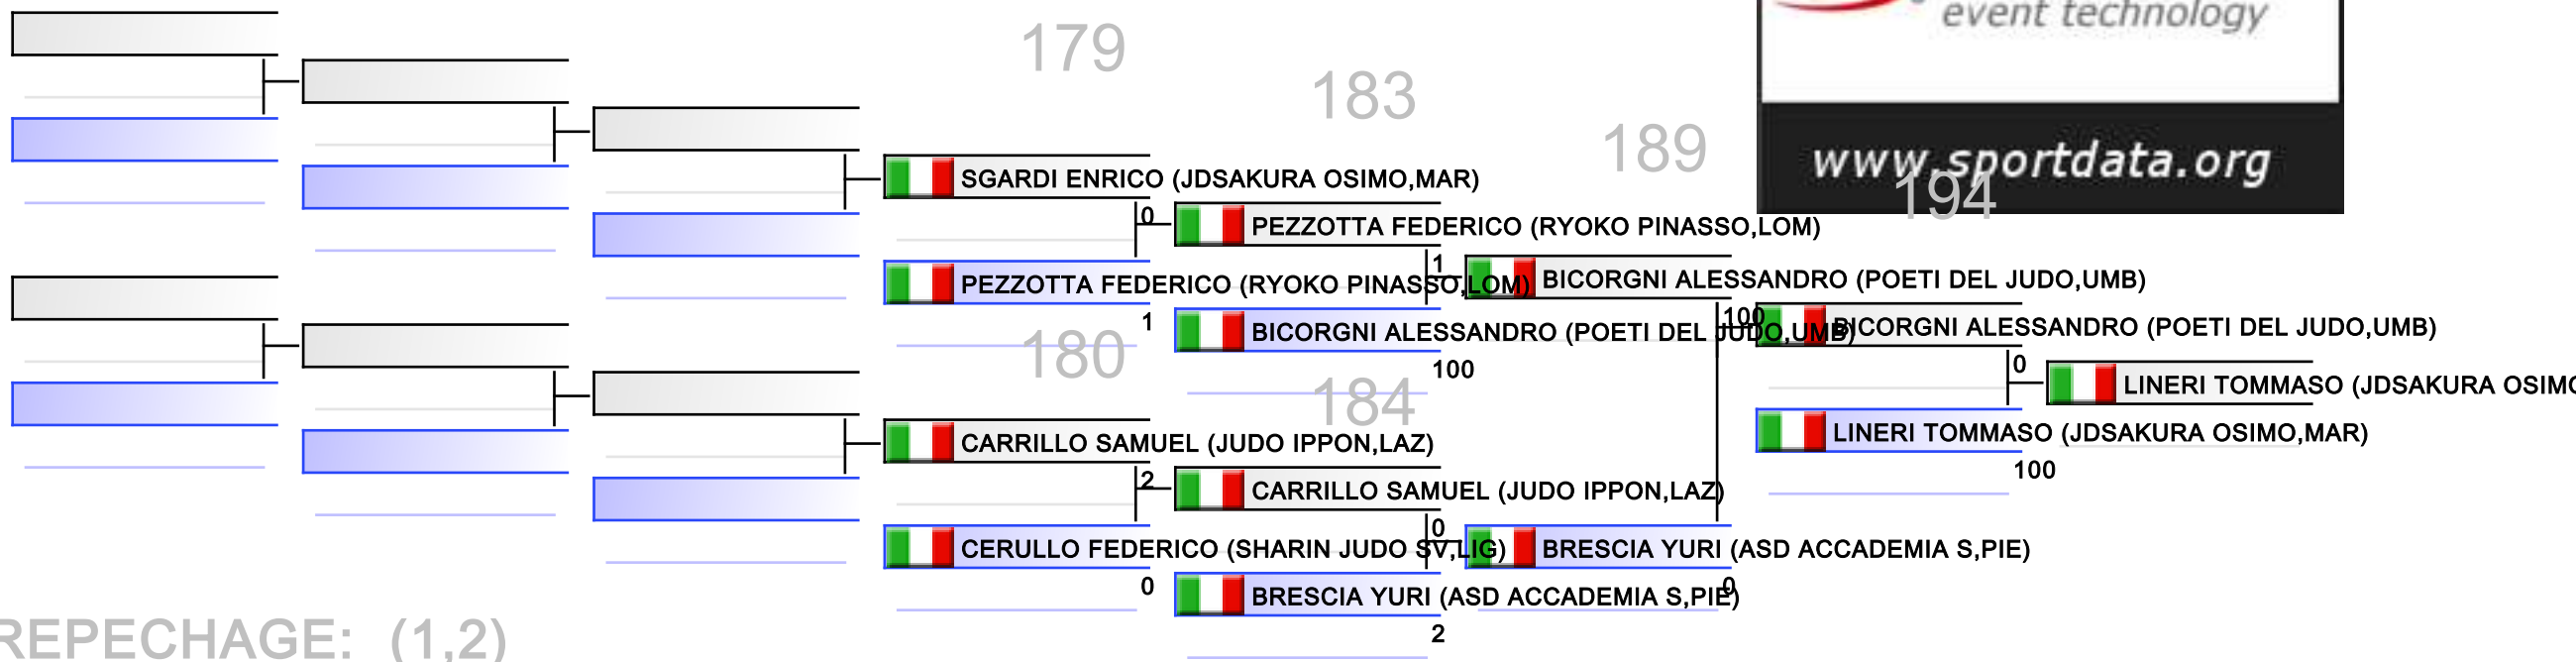 event technology
179
183
189
www.sportdata.org
194
SGARDI ENRICO (JDSAKURA OSIMO,MAR)
0
PEZZOTTA FEDERICO (RYOKO PINASSO,LOM)
1
BICORGNI ALESSANDRO (POETI DEL JUDO,UMB)
PEZZOTTA FEDERICO (RYOKO PINASSO,LOM)
1
100
BICORGNI ALESSANDRO (POETI DEL JUDO,UMB)
BICORGNI ALESSANDRO (POETI DEL JUDO,UMB)
180
100
0
LINERI TOMMASO (JDSAKURA OSIMO
184
CARRILLO SAMUEL (JUDO IPPON,LAZ)
LINERI TOMMASO (JDSAKURA OSIMO,MAR)
100
2
CARRILLO SAMUEL (JUDO IPPON,LAZ)
0
CERULLO FEDERICO (SHARIN JUDO SV,LIG)
BRESCIA YURI (ASD ACCADEMIA S,PIE)
0
0
BRESCIA YURI (ASD ACCADEMIA S,PIE)
2
REPECHAGE: (1,2)